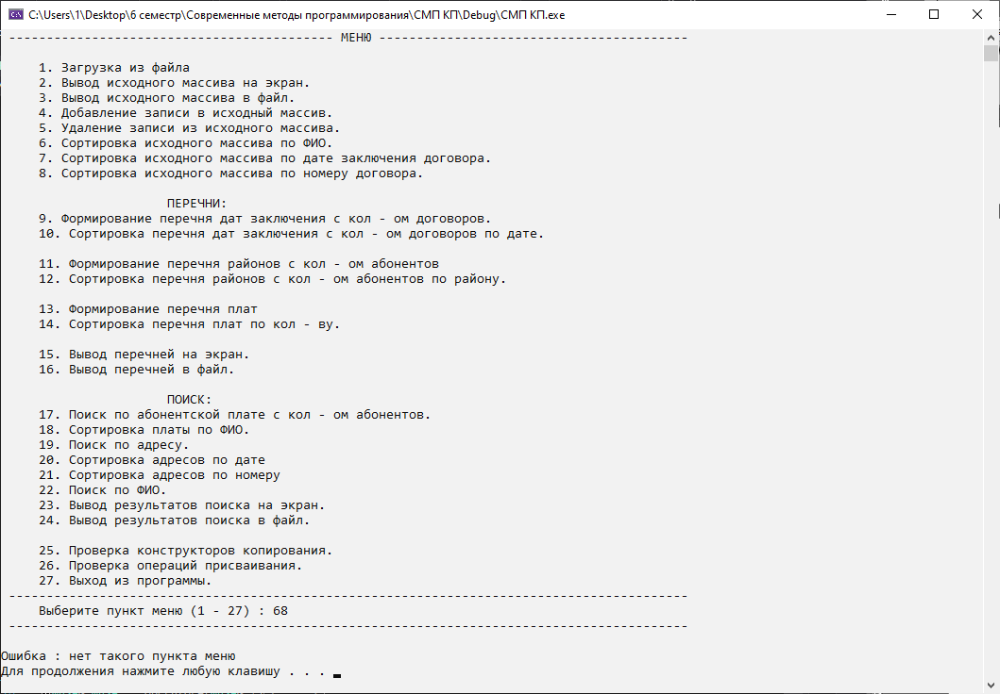 C:\Users\1\Desktop\6 семестр\Современные методы программирования\СМП КП\Debug\СМП КП.exe
------------------------------------------- МЕНЮ -----------------------------------------
1. Загрузка из файла
2. Вывод исходного массива на экран.
3. Вывод исходного массива в файл.
4. Добавление записи в исходный массив.
5. Удаление записи из исходного массива.
6. Сортировка исходного массива по ФИО.
7. Сортировка исходного массива по дате заключения договора.
8. Сортировка исходного массива по номеру договора.
ПЕРЕЧНИ:
9. Формирование перечня дат заключения с кол - ом договоров.
10. Сортировка перечня дат заключения с кол - ом договоров по дате.
11. Формирование перечня районов с кол - ом абонентов
12. Сортировка перечня районов с кол - ом абонентов по району.
13. Формирование перечня плат
14. Сортировка перечня плат по кол - ву.
15. Вывод перечней на экран.
16. Вывод перечней в файл.
ПОИСК:
17. Поиск по абонентской плате с кол - ом абонентов.
18. Сортировка платы по ФИО.
19. Поиск по адресу.
20. Сортировка адресов по дате
21. Сортировка адресов по номеру
22. Поиск по ФИО.
23. Вывод результатов поиска на экран.
24. Вывод результатов поиска в файл.
25. Проверка конструкторов копирования.
26. Проверка операций присваивания.
27. Выход из программы.
------------------------------------------------------------------------------------------
Выберите пункт меню (1 - 27) : 68
------------------------------------------------------------------------------------------
Ошибка : нет такого пункта меню
Для продолжения нажмите любую клавишу . . .